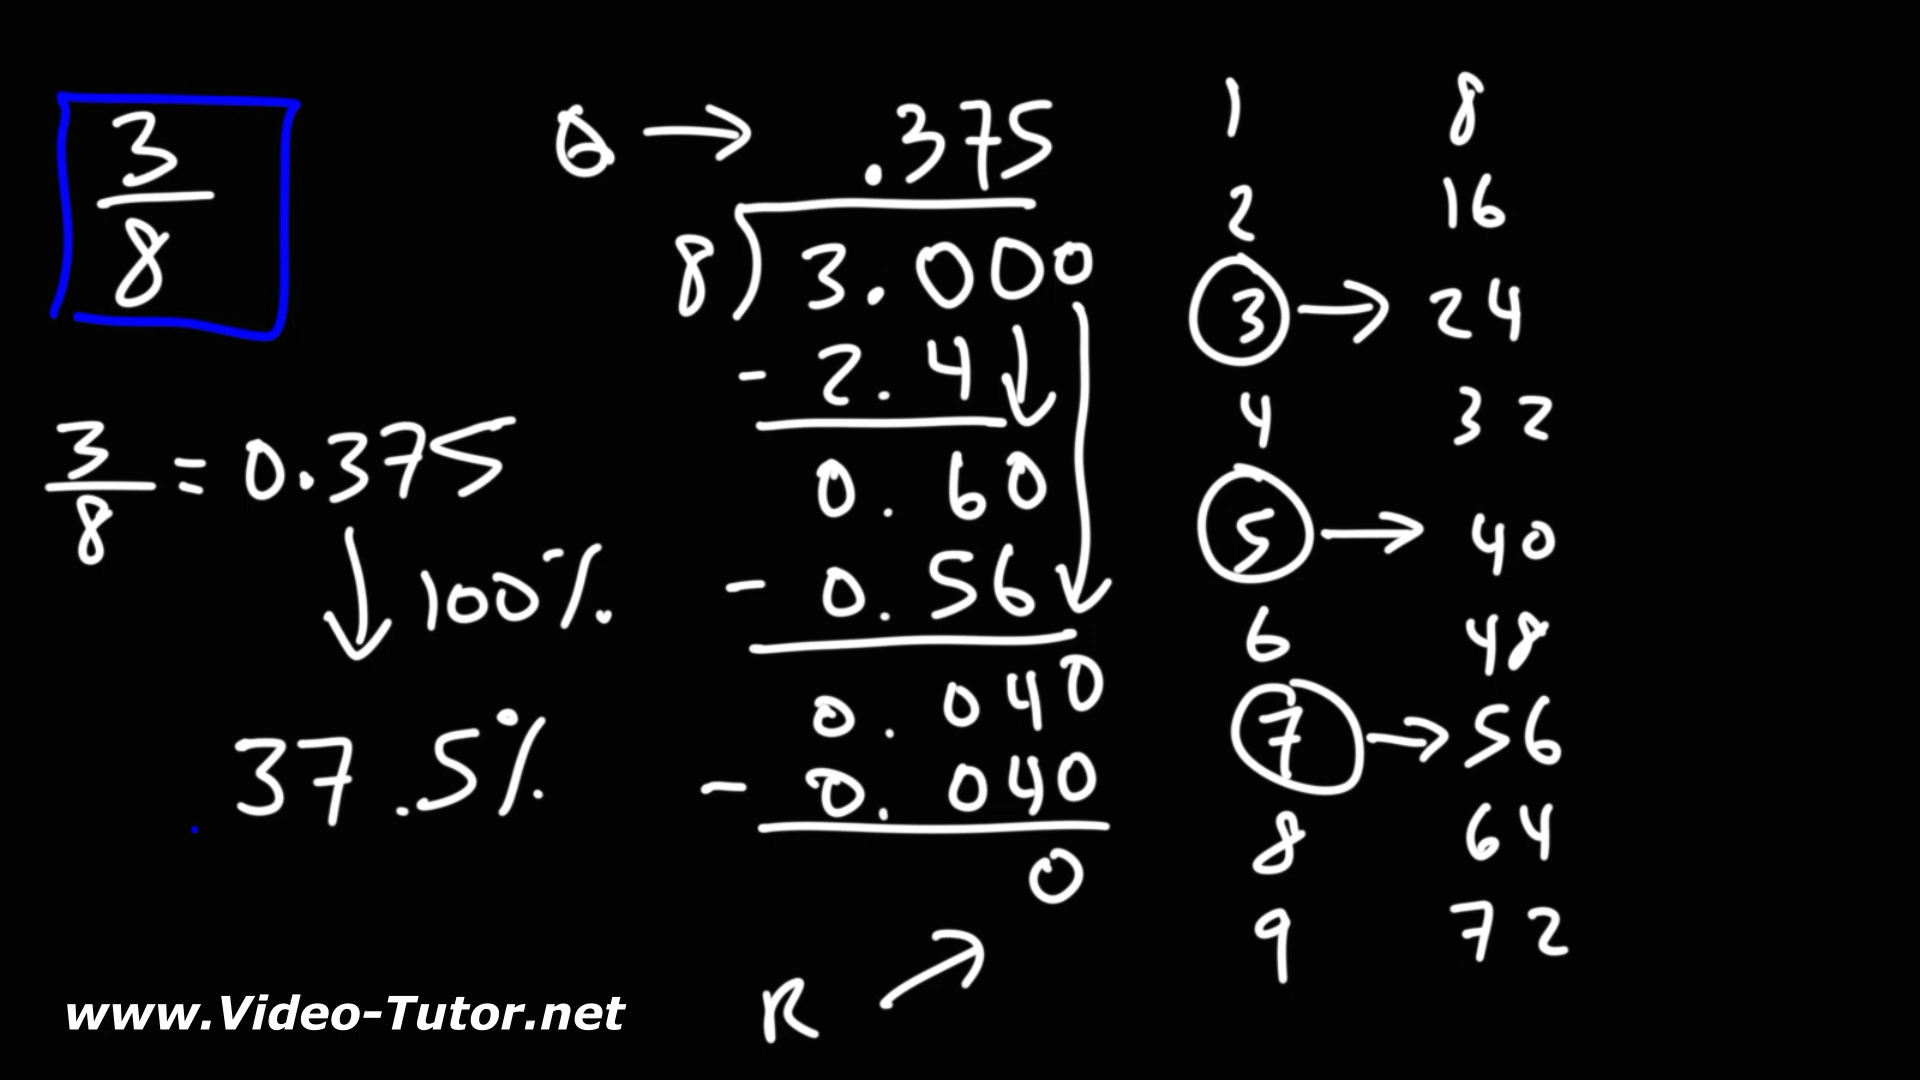 3
8
3/8 = 0.375
100%
37.5%
www.Video-Tutor.net
Q → .375
8) 3.000
- 2.4
0.60
- 0.56
0.040
- 0.040
0
R
1 8
2 16
3 → 24
4 32
5 → 40
6 48
7 → 56
8 64
9 72